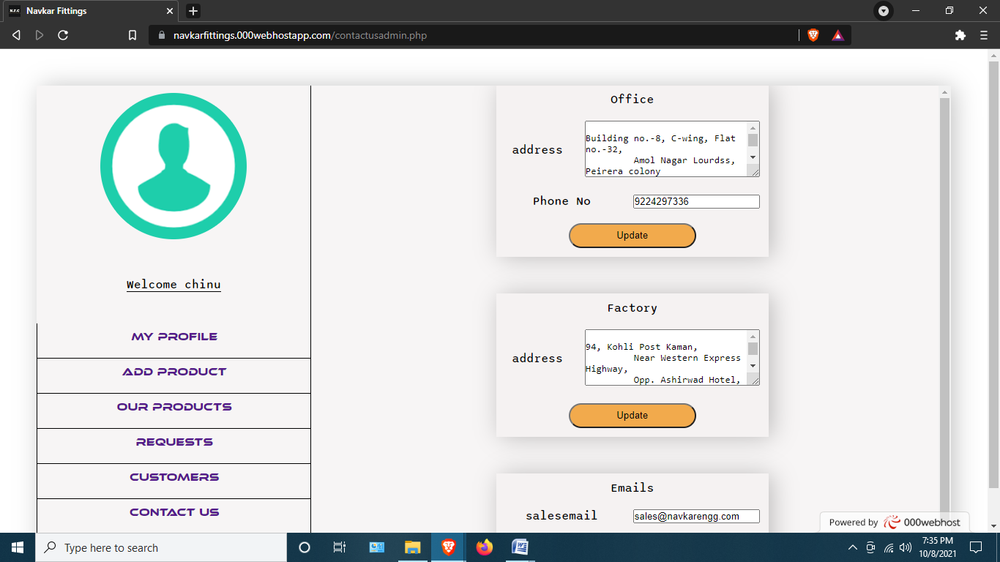 N.F.C
Navkar Fittings
navkarfittings.000webhostapp.com/contactusadmin.php
Welcome chinu
MY PROFILE
ADD PRODUCT
OUR PRODUCTS
REQUESTS
CUSTOMERS
CONTACT US
Office
address
Building no.-8, C-wing, Flat
no.-32,
Amol Nagar Lourdss,
Peirera colony
Phone No
9224297336
Update
Factory
address
94, Kohli Post Kaman,
Near Western Express
Highway,
Opp. Ashirwad Hotel,
Update
Emails
salesemail
sales@navkarengg.com
Powered by 000webhost
Type here to search
7:35 PM
10/8/2021